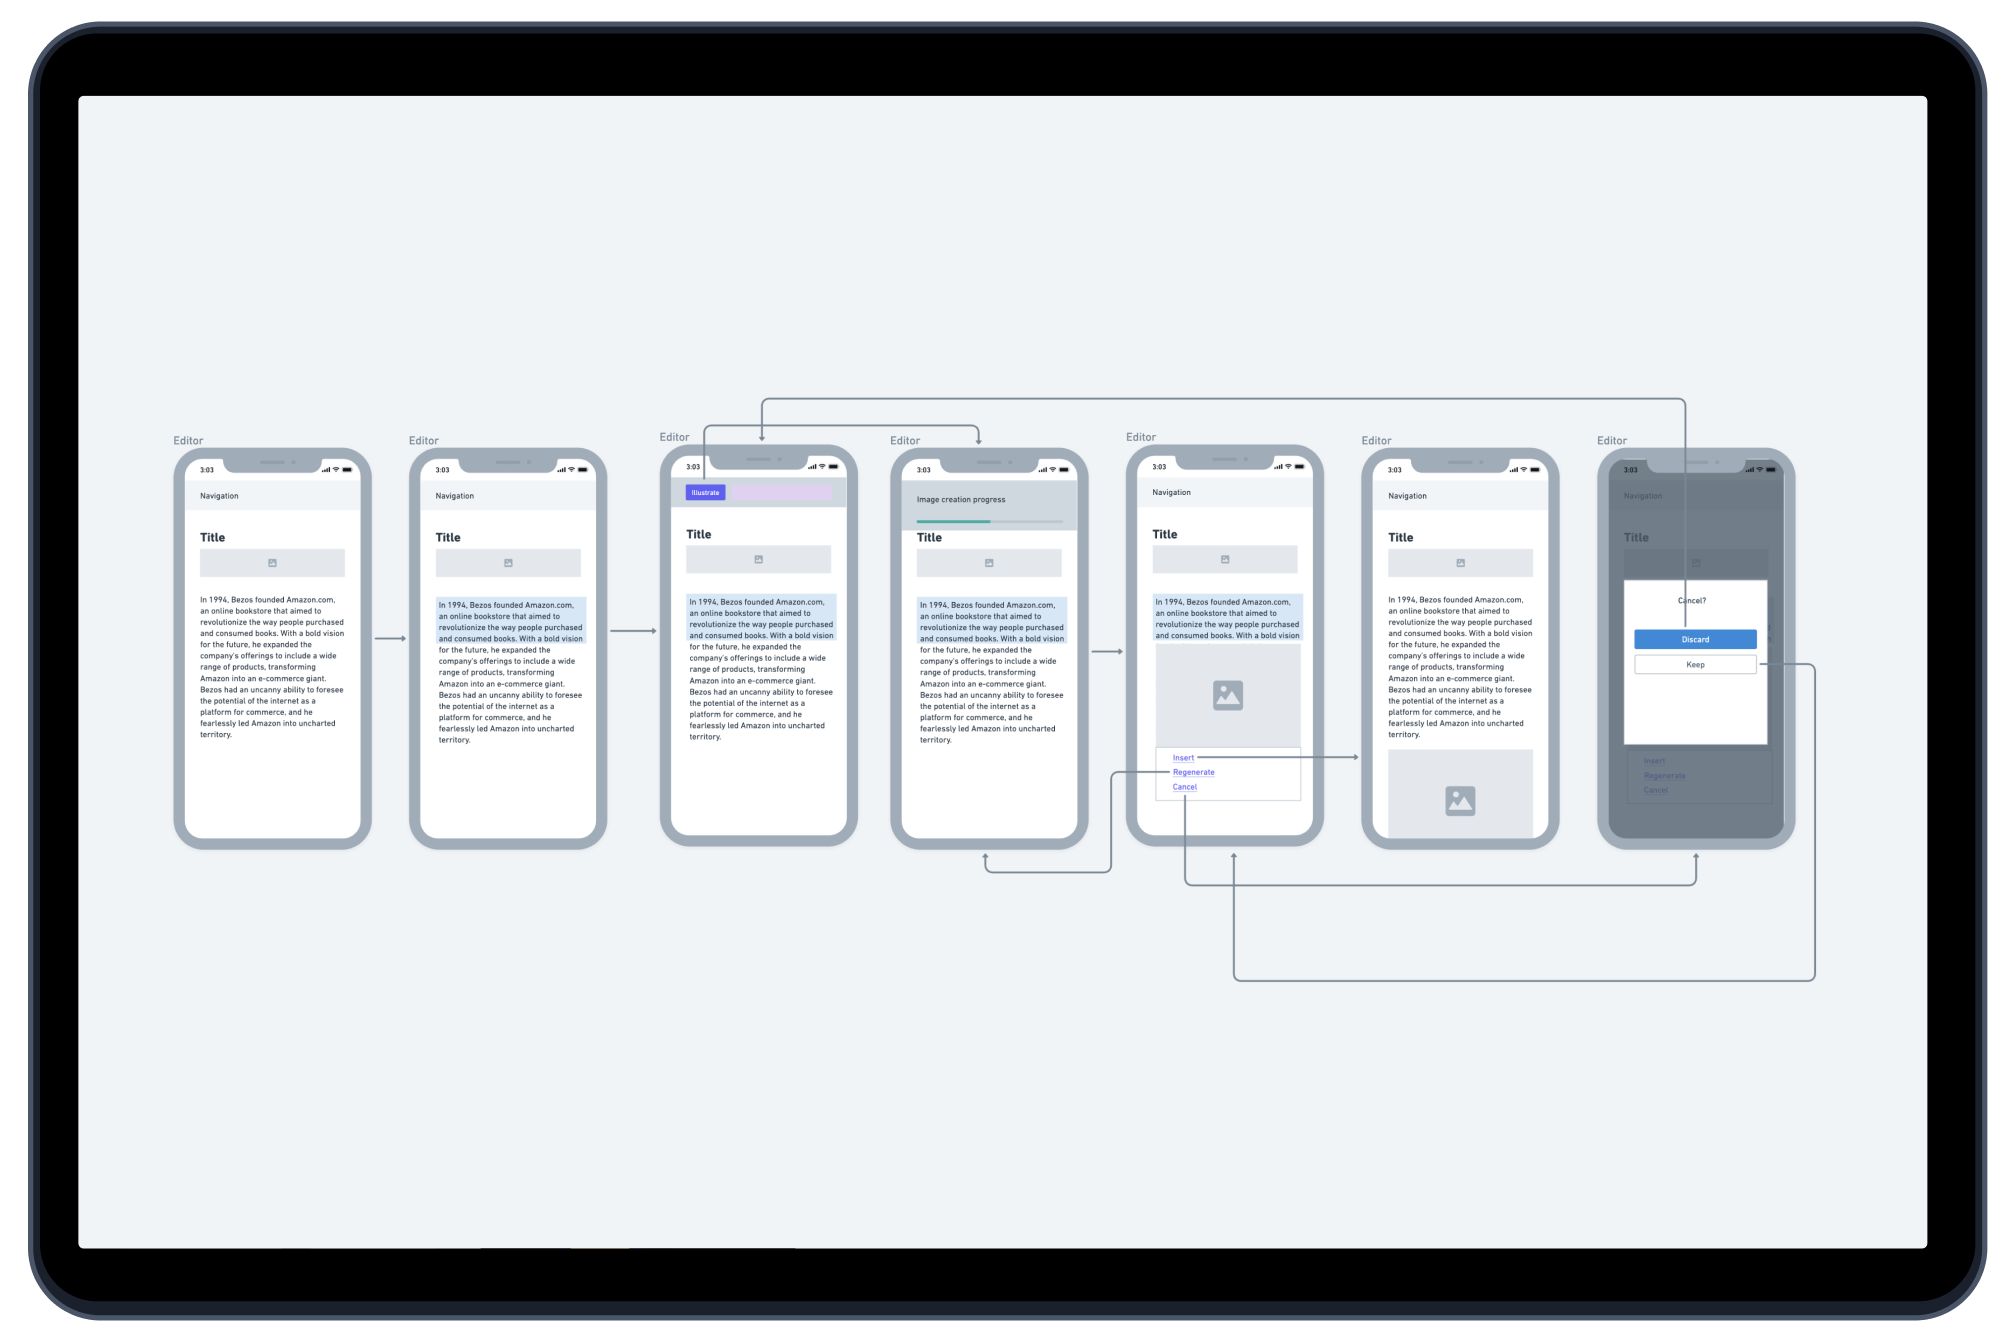 Editor
3:03
Navigation
Title
In 1994, Bezos founded Amazon.com,
an online bookstore that aimed to
revolutionize the way people purchased
and consumed books. With a bold vision
for the future, he expanded the
company's offerings to include a wide
range of products, transforming
Amazon into an e-commerce giant.
Bezos had an uncanny ability to foresee
the potential of the internet as a
platform for commerce, and he
fearlessly led Amazon into uncharted
territory.
Editor
3:03
Navigation
Title
In 1994, Bezos founded Amazon.com,
an online bookstore that aimed to
revolutionize the way people purchased
and consumed books. With a bold vision
for the future, he expanded the
company's offerings to include a wide
range of products, transforming
Amazon into an e-commerce giant.
Bezos had an uncanny ability to foresee
the potential of the internet as a
platform for commerce, and he
fearlessly led Amazon into uncharted
territory.
Editor
3:03
Illustrate
Title
In 1994, Bezos founded Amazon.com,
an online bookstore that aimed to
revolutionize the way people purchased
and consumed books. With a bold vision
for the future, he expanded the
company's offerings to include a wide
range of products, transforming
Amazon into an e-commerce giant.
Bezos had an uncanny ability to foresee
the potential of the internet as a
platform for commerce, and he
fearlessly led Amazon into uncharted
territory.
Editor
3:03
Image creation progress
Title
In 1994, Bezos founded Amazon.com,
an online bookstore that aimed to
revolutionize the way people purchased
and consumed books. With a bold vision
for the future, he expanded the
company's offerings to include a wide
range of products, transforming
Amazon into an e-commerce giant.
Bezos had an uncanny ability to foresee
the potential of the internet as a
platform for commerce, and he
fearlessly led Amazon into uncharted
territory.
Editor
3:03
Navigation
Title
In 1994, Bezos founded Amazon.com,
an online bookstore that aimed to
revolutionize the way people purchased
and consumed books. With a bold vision
Insert
Regenerate
Cancel
Editor
3:03
Navigation
Title
In 1994, Bezos founded Amazon.com,
an online bookstore that aimed to
revolutionize the way people purchased
and consumed books. With a bold vision
for the future, he expanded the
company's offerings to include a wide
range of products, transforming
Amazon into an e-commerce giant.
Bezos had an uncanny ability to foresee
the potential of the internet as a
platform for commerce, and he
fearlessly led Amazon into uncharted
territory.
Editor
3:03
Navigation
Title
Cancel?
Discard
Keep
Insert
Regenerate
Cancel